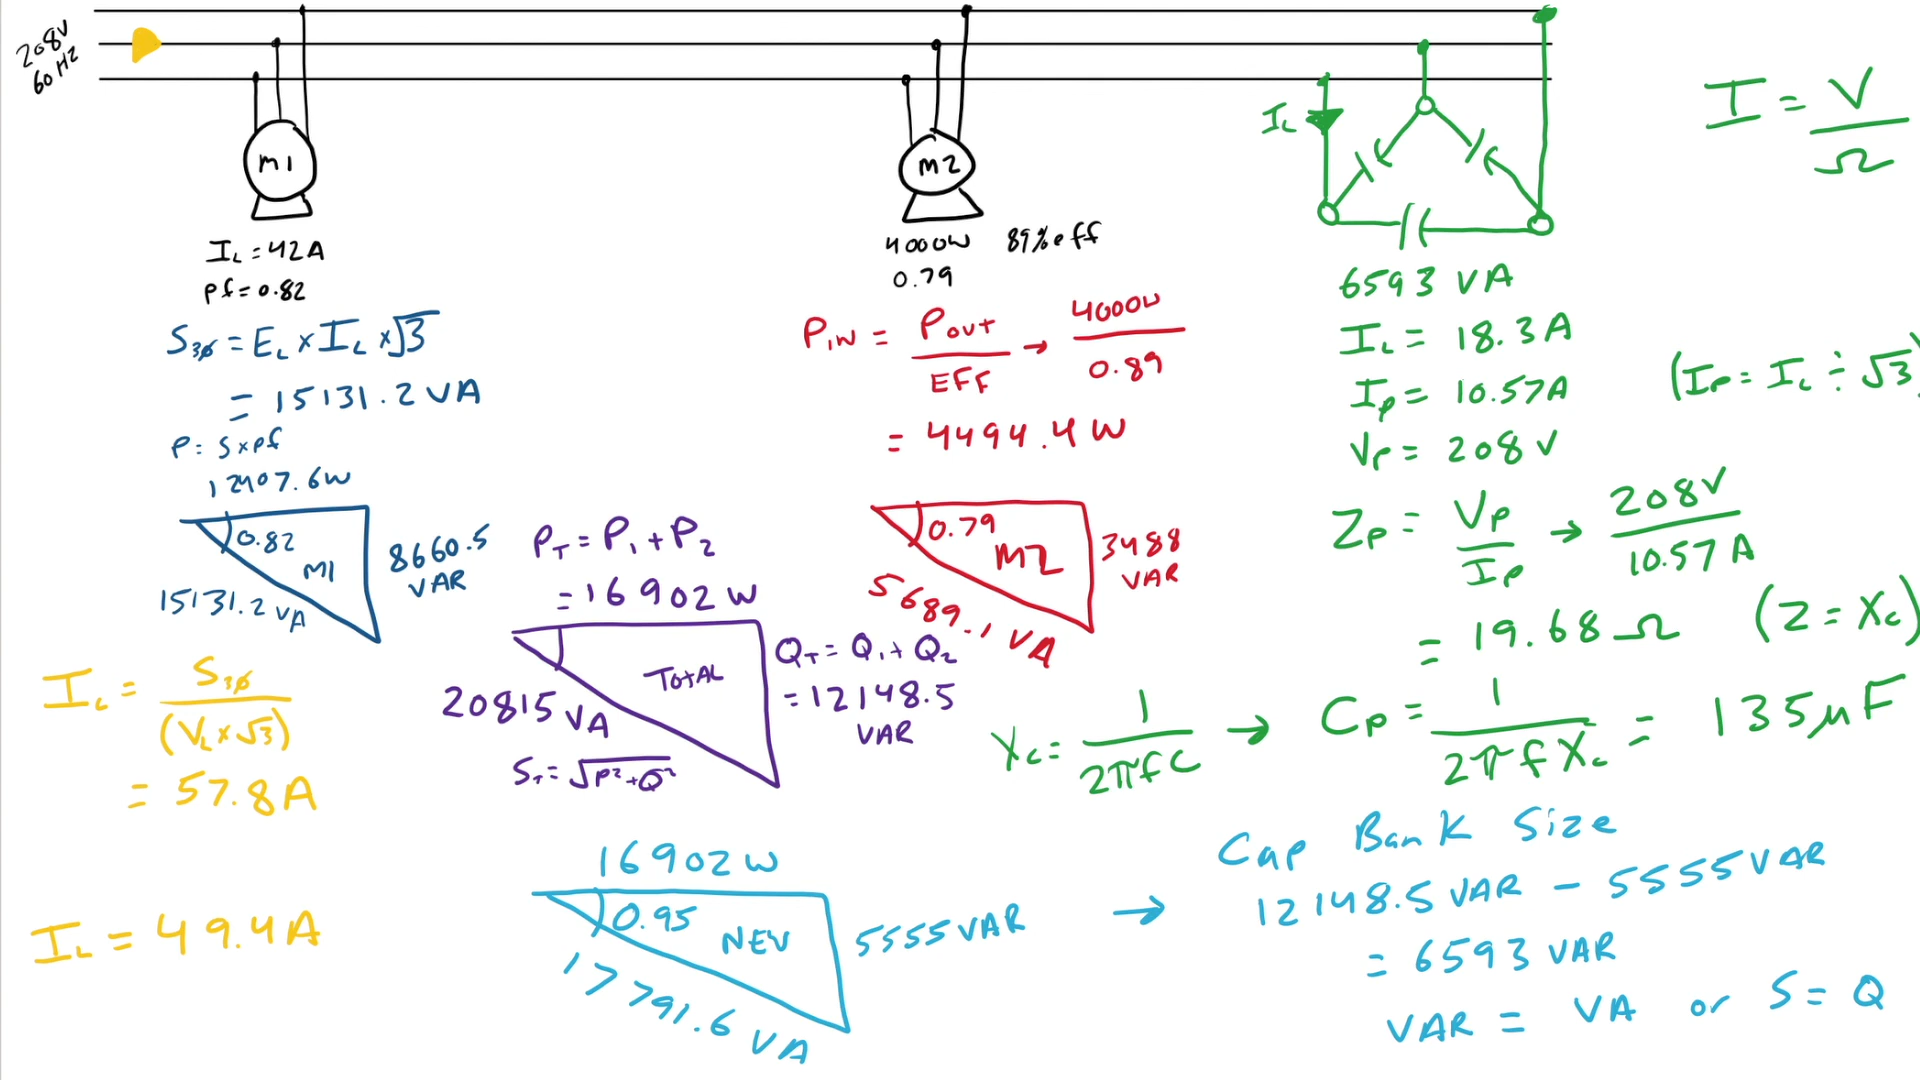 208V
60 Hz
M1
IL = 42A
pf = 0.82
S3ø = EL × IL × √3
= 15131.2 VA
P = S × pf
12407.6W
0.82
M1
8660.5
VAR
15131.2 VA
IL = S3ø / (VL × √3)
= 57.8A
IL = 49.4A
PT = P1 + P2
= 16902 W
TOTAL
20815 VA
ST = √P² + Q²
QT = Q1 + Q2
= 12148.5
VAR
M2
4000W 89% eff
0.79
PIN = POUT / EFF → 4000W / 0.89
= 4494.4 W
0.79
M2
3488
VAR
5689.1 VA
16902 W
0.95
NEW
5555 VAR
17791.6 VA
→
IL
I = V / Ω
6593 VA
IL = 18.3A
Ip = 10.57A
(Ip = IL ÷ √3)
Vp = 208 V
Zp = Vp / Ip → 208V / 10.57 A
= 19.68 Ω (Z = Xc)
Xc = 1 / 2πfC → Cp = 1 / 2πfXc = 135µF
Cap Bank Size
12148.5 VAR − 5555 VAR
= 6593 VAR
VAR = VA or S = Q